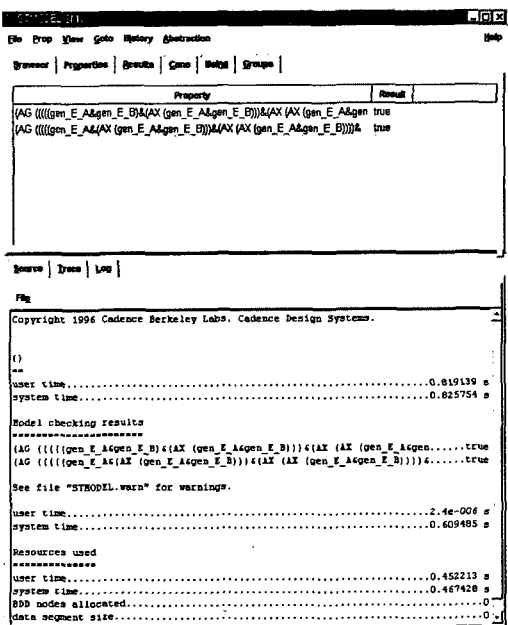 File Prop View Goto History Abstraction Help
Browser Properties Results Cone Using Groups
Property Result
(AG (((((gen_E_A&gen_E_B)&(AX (gen_E_A&gen_E_B)))&(AX (AX (gen_E_A&gen true
(AG (((((gen_E_A&(AX (gen_E_A&gen_E_B)))&(AX (AX (gen_E_A&gen_E_B))))& true
Source Trace Log
File
Copyright 1996 Cadence Berkeley Labs. Cadence Design Systems.
()
==
user time..................................................0.819139 s
system time................................................0.825754 s
Model checking results
======================
(AG (((((gen_E_A&gen_E_B)&(AX (gen_E_A&gen_E_B)))&(AX (AX (gen_E_A&gen......true
(AG (((((gen_E_A&(AX (gen_E_A&gen_E_B)))&(AX (AX (gen_E_A&gen_E_B))))&......true
See file "STMODEL.warn" for warnings.
user time..................................................2.4e-006 s
system time................................................0.609485 s
Resources used
==============
user time..................................................0.452213 s
system time................................................0.467428 s
BDD nodes allocated........................................0
data segment size..........................................0